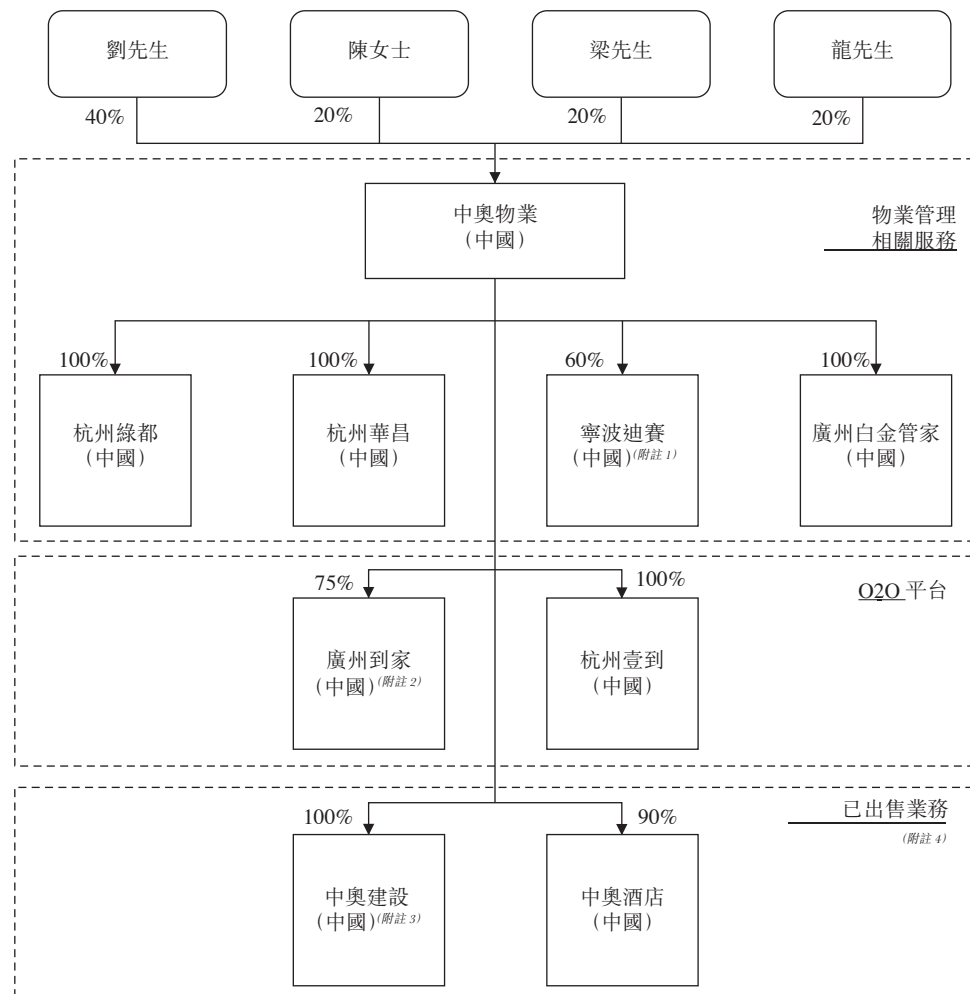 劉先生
陳女士
梁先生
龍先生
40%
20%
20%
20%
中奧物業
(中國)
物業管理
相關服務
100%
100%
60%
100%
杭州綠都
(中國)
杭州華昌
(中國)
寧波迪賽
(中國)(附註 1)
廣州白金管家
(中國)
75%
100%
O2O 平台
廣州到家
(中國)(附註 2)
杭州壹到
(中國)
已出售業務
(附註 4)
100%
90%
中奧建設
(中國)(附註 3)
中奧酒店
(中國)